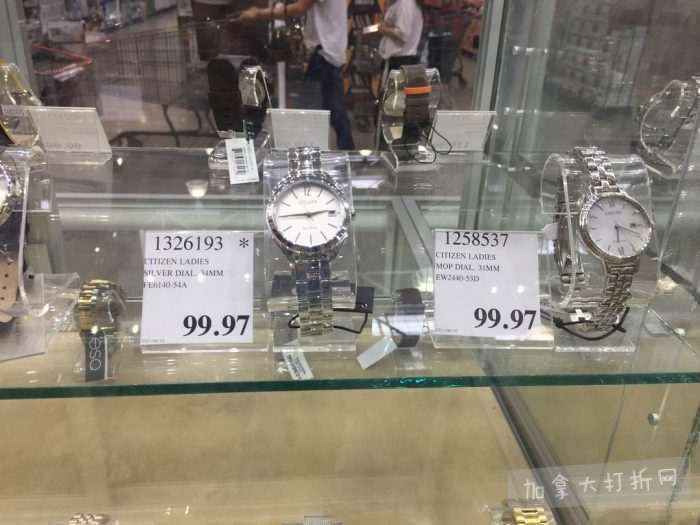 1326193 *
CITIZEN LADIES
SILVER DIAL. 34MM
FE6140-54A
99.97
1258537
CITIZEN LADIES
MOP DIAL. 31MM
EW2440-53D
99.97
加拿大打折网